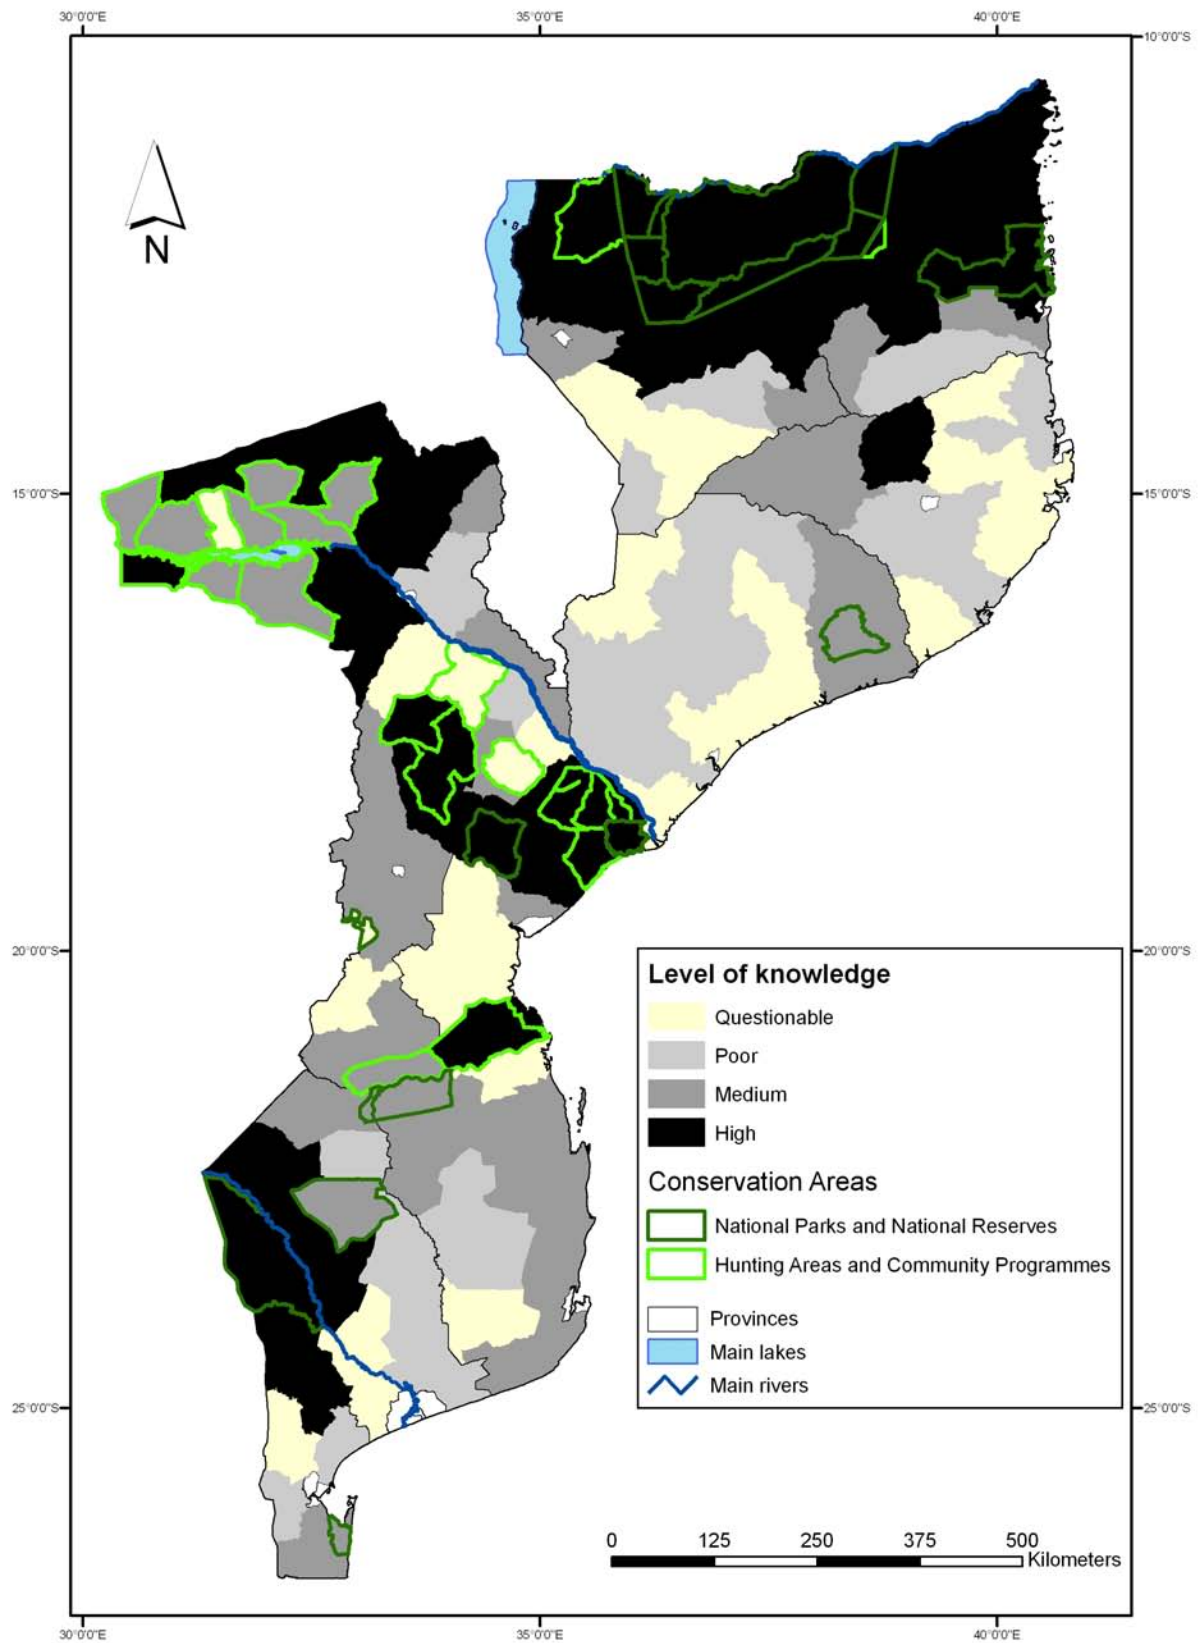 30°0'0"E 35°0'0"E 40°0'0"E
10°0'0"S
N
15°0'0"S 15°0'0"S
20°0'0"S 20°0'0"S
Level of knowledge
Questionable
Poor
Medium
High
Conservation Areas
National Parks and National Reserves
Hunting Areas and Community Programmes
Provinces
Main lakes
Main rivers
25°0'0"S 25°0'0"S
0 125 250 375 500
Kilometers
30°0'0"E 35°0'0"E 40°0'0"E